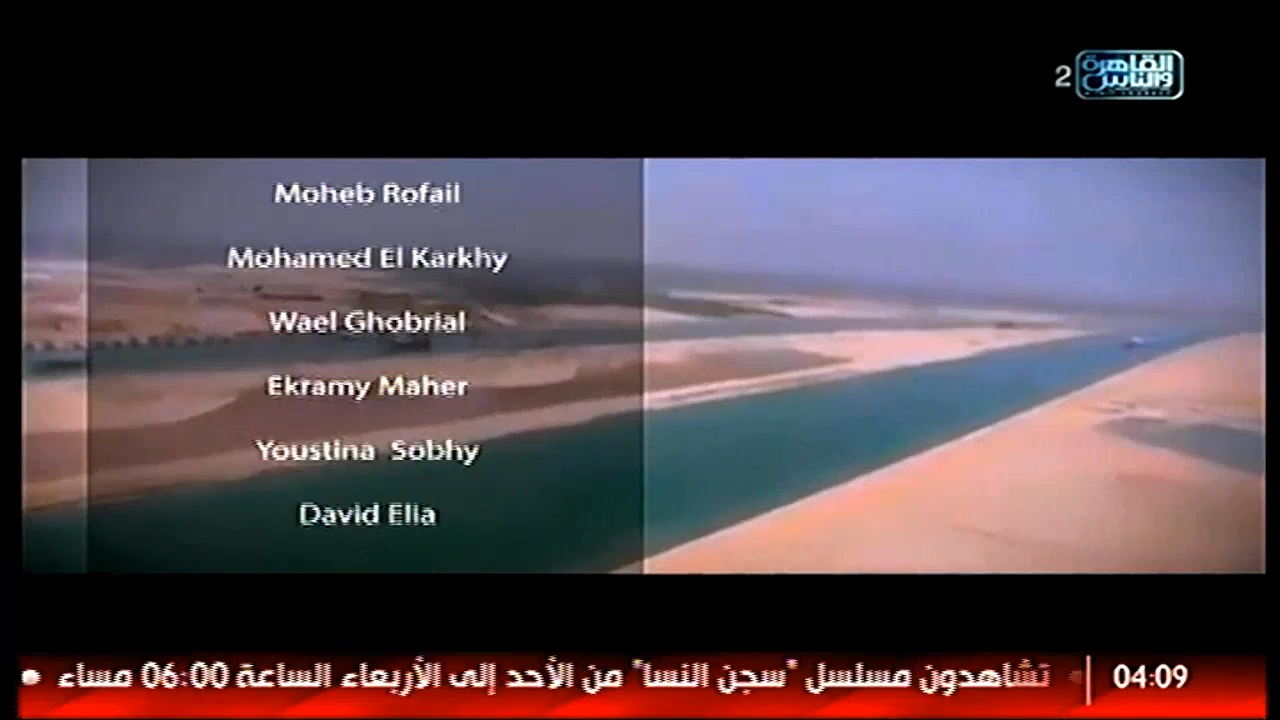 القاهرة
والناس
2
Moheb Rofail
Mohamed El Karkhy
Wael Ghobrial
Ekramy Maher
Youstina Sobhy
David Elia
04:09
تشاهدون مسلسل "سجن النسا" من الأحد إلى الأربعاء الساعة 06:00 مساء